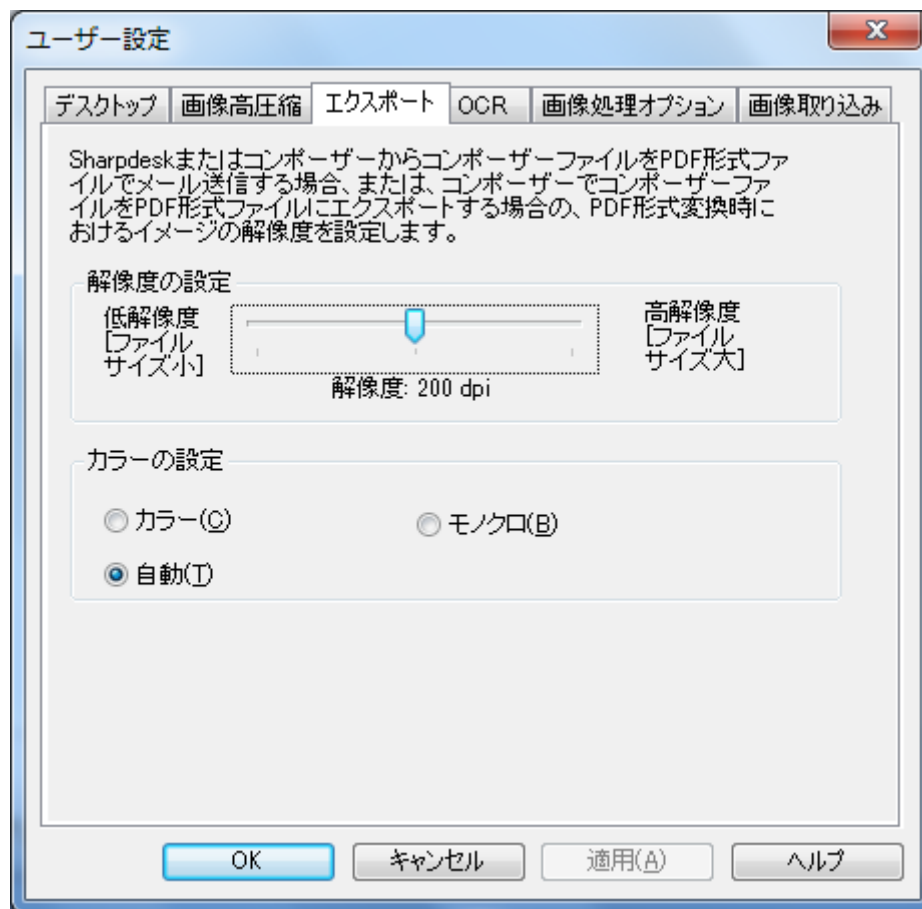 ユーザー設定
デスクトップ 画像高圧縮 エクスポート OCR 画像処理オプション 画像取り込み
SharpdeskまたはコンポーザーからコンポーザーファイルをPDF形式ファ
イルでメール送信する場合、または、コンポーザーでコンポーザーファ
イルをPDF形式ファイルにエクスポートする場合の、PDF形式変換時に
おけるイメージの解像度を設定します。
解像度の設定
低解像度
[ファイル
サイズ小]
高解像度
[ファイル
サイズ大]
解像度: 200 dpi
カラーの設定
カラー(C) モノクロ(B)
自動(T)
OK キャンセル 適用(A) ヘルプ